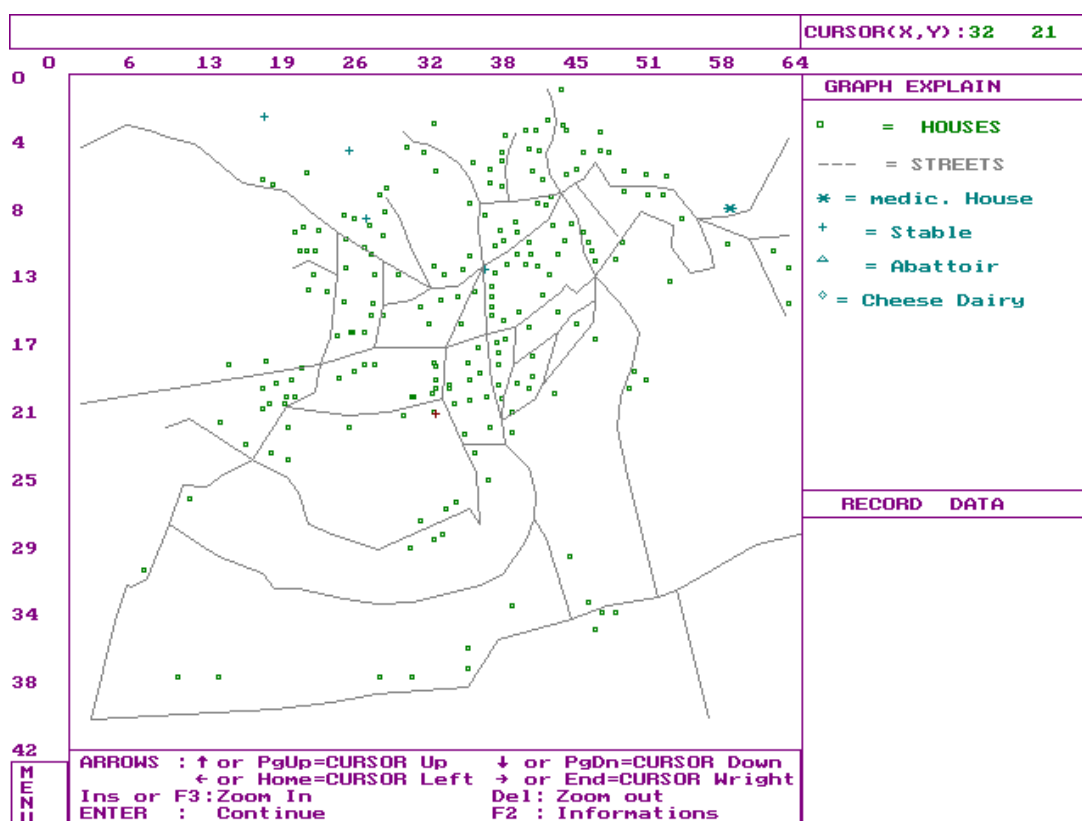 CURSOR(X,Y):32 21
0 6 13 19 26 32 38 45 51 58 64
0
4
8
13
17
21
25
29
34
38
42
GRAPH EXPLAIN
= HOUSES
--- = STREETS
* = medic. House
+ = Stable
△ = Abattoir
◇ = Cheese Dairy
RECORD DATA
MENU
ARROWS : ↑ or PgUp=CURSOR Up ↓ or PgDn=CURSOR Down
← or Home=CURSOR Left → or End=CURSOR Wright
Ins or F3:Zoom In Del: Zoom out
ENTER : Continue F2 : Informations